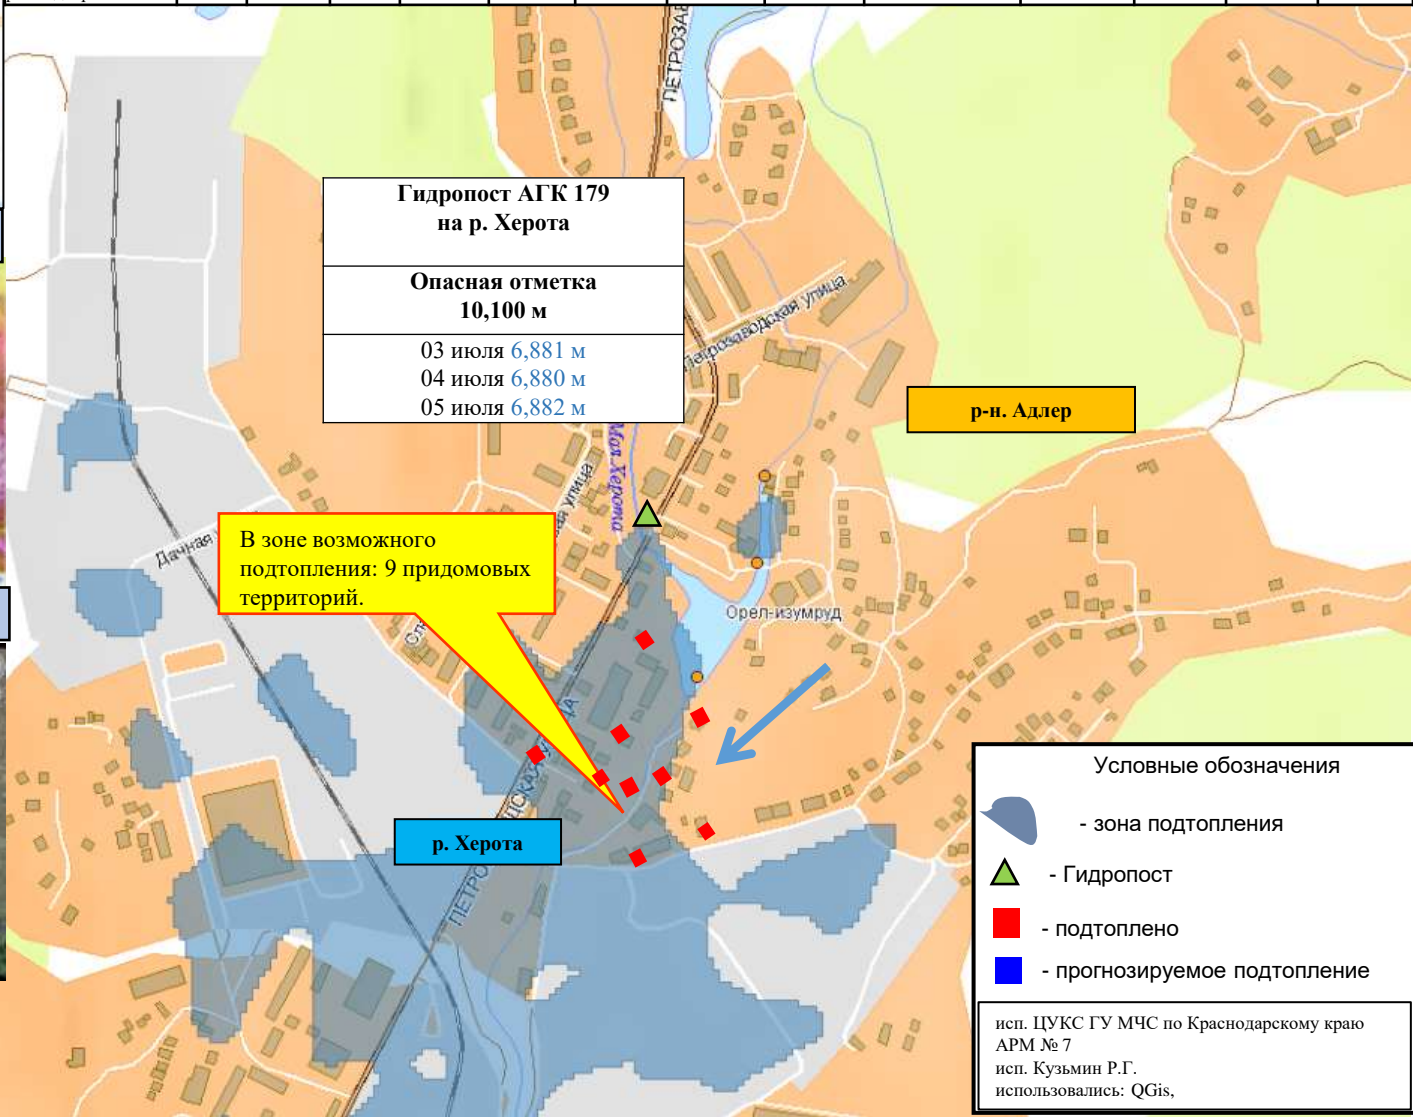 ПЕТРОЗАВ
Гидропост АГК 179
на р. Херота
Опасная отметка
10,100 м
03 июля 6,881 м
04 июля 6,880 м
05 июля 6,882 м
Петрозаводская улица
р-н. Адлер
Мал. Херота
ая улица
Дачная
В зоне возможного
подтопления: 9 придомовых
территорий.
Орёл-изумруд
р. Херота
ПЕТРО
ДСКАЯ
Условные обозначения
- зона подтопления
- Гидропост
- подтоплено
- прогнозируемое подтопление
исп. ЦУКС ГУ МЧС по Краснодарскому краю
АРМ № 7
исп. Кузьмин Р.Г.
использовались: QGis,